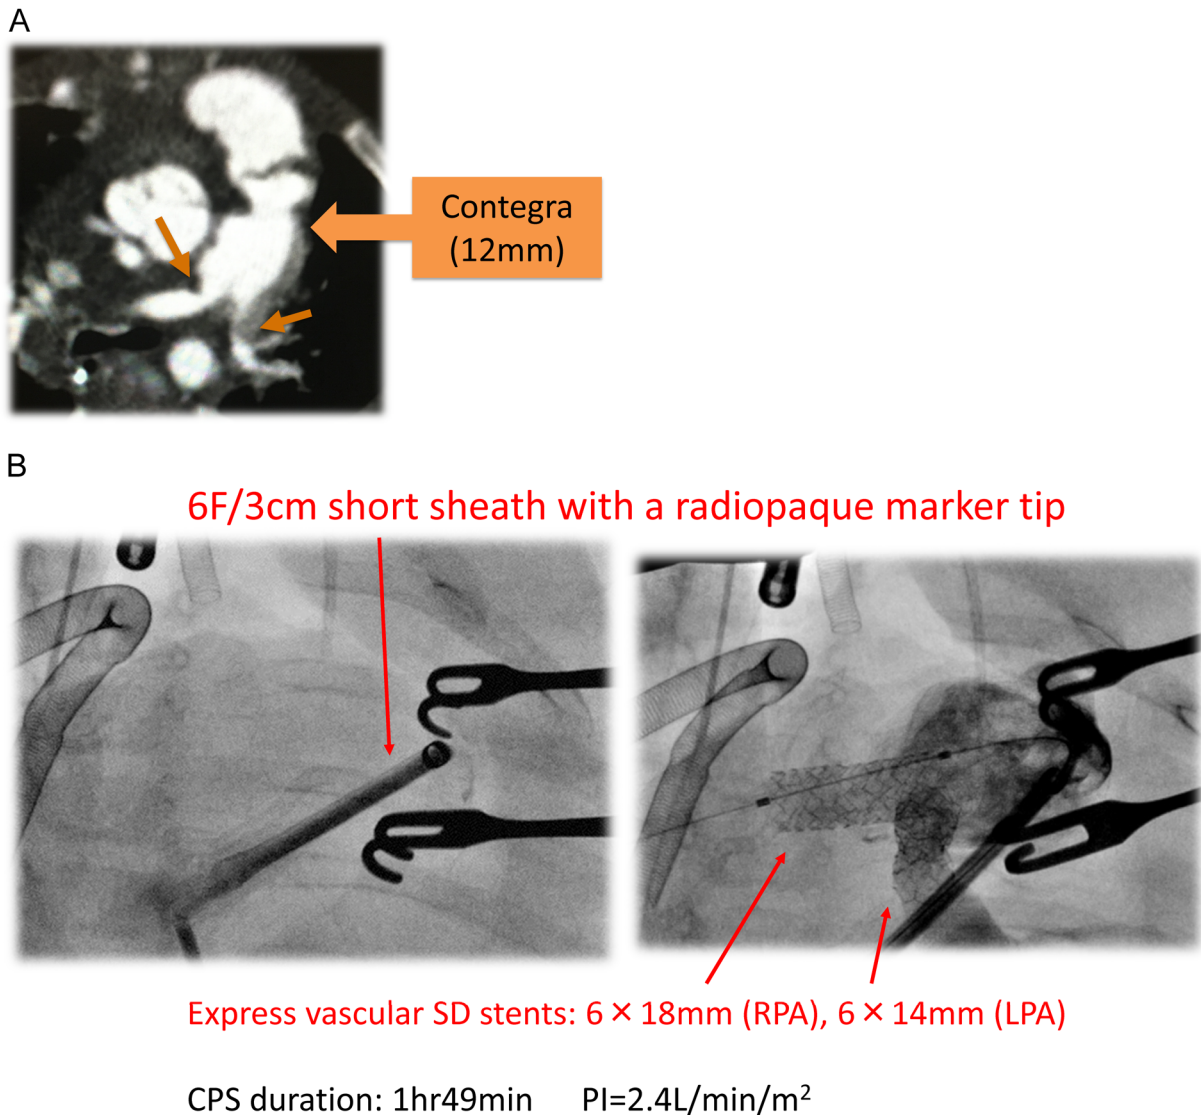 A
Contegra
(12mm)
B
6F/3cm short sheath with a radiopaque marker tip
Express vascular SD stents: 6 × 18mm (RPA), 6 × 14mm (LPA)
CPS duration: 1hr49min PI=2.4L/min/m²